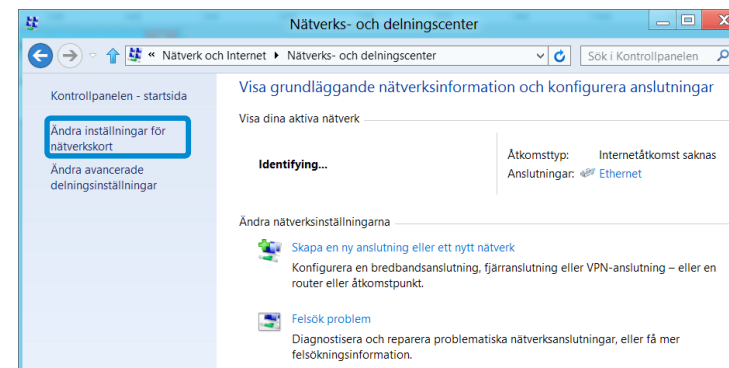 Nätverks- och delningscenter
« Nätverk och Internet ▸ Nätverks- och delningscenter
Sök i Kontrollpanelen
Kontrollpanelen - startsida
Ändra inställningar för
nätverkskort
Ändra avancerade
delningsinställningar
Visa grundläggande nätverksinformation och konfigurera anslutningar
Visa dina aktiva nätverk
Identifying...
Åtkomsttyp: Internetåtkomst saknas
Anslutningar: Ethernet
Ändra nätverksinställningarna
Skapa en ny anslutning eller ett nytt nätverk
Konfigurera en bredbandsanslutning, fjärranslutning eller VPN-anslutning – eller en
router eller åtkomstpunkt.
Felsök problem
Diagnostisera och reparera problematiska nätverksanslutningar, eller få mer
felsökningsinformation.